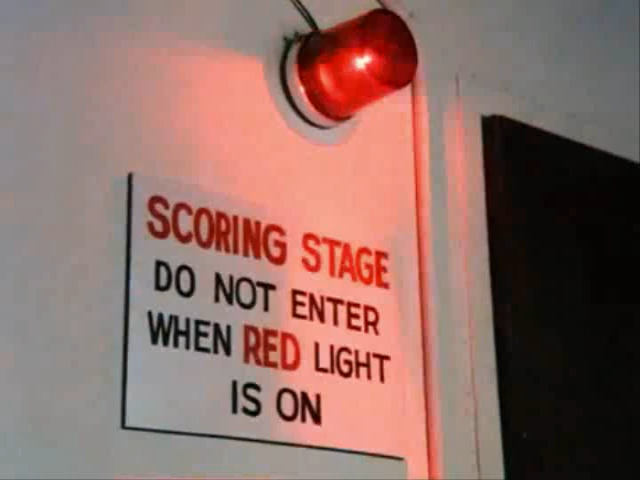 SCORING STAGE
DO NOT ENTER
WHEN RED LIGHT
IS ON